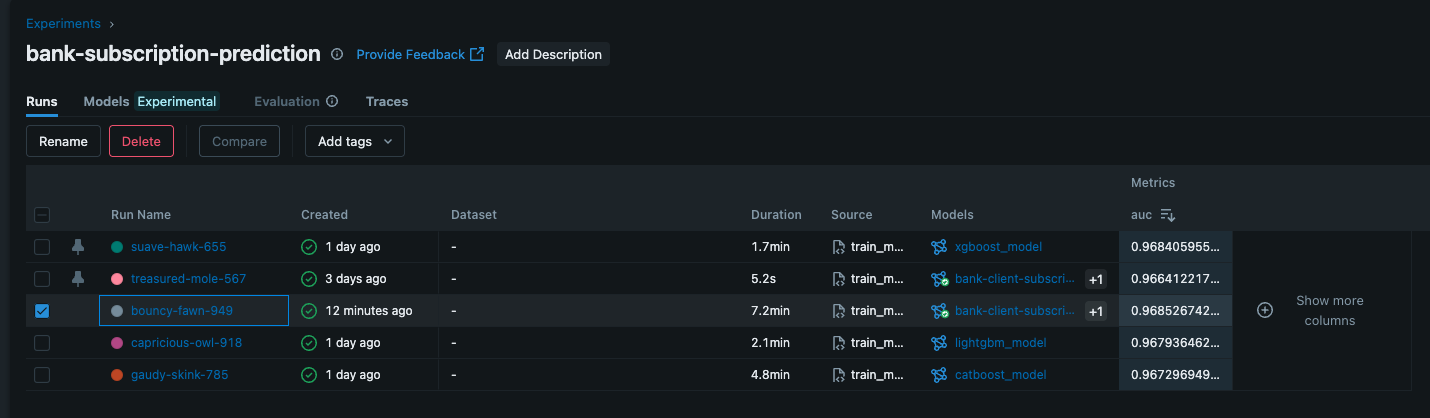 Experiments ›
bank-subscription-prediction Provide Feedback Add Description
Runs Models Experimental Evaluation Traces
Rename Delete Compare Add tags
Metrics
Run Name Created Dataset Duration Source Models auc
suave-hawk-655 1 day ago - 1.7min train_m... xgboost_model 0.968405955...
treasured-mole-567 3 days ago - 5.2s train_m... bank-client-subscri... +1 0.966412217...
bouncy-fawn-949 12 minutes ago - 7.2min train_m... bank-client-subscri... +1 0.968526742...
capricious-owl-918 1 day ago - 2.1min train_m... lightgbm_model 0.967936462...
gaudy-skink-785 1 day ago - 4.8min train_m... catboost_model 0.967296949...
Show more
columns